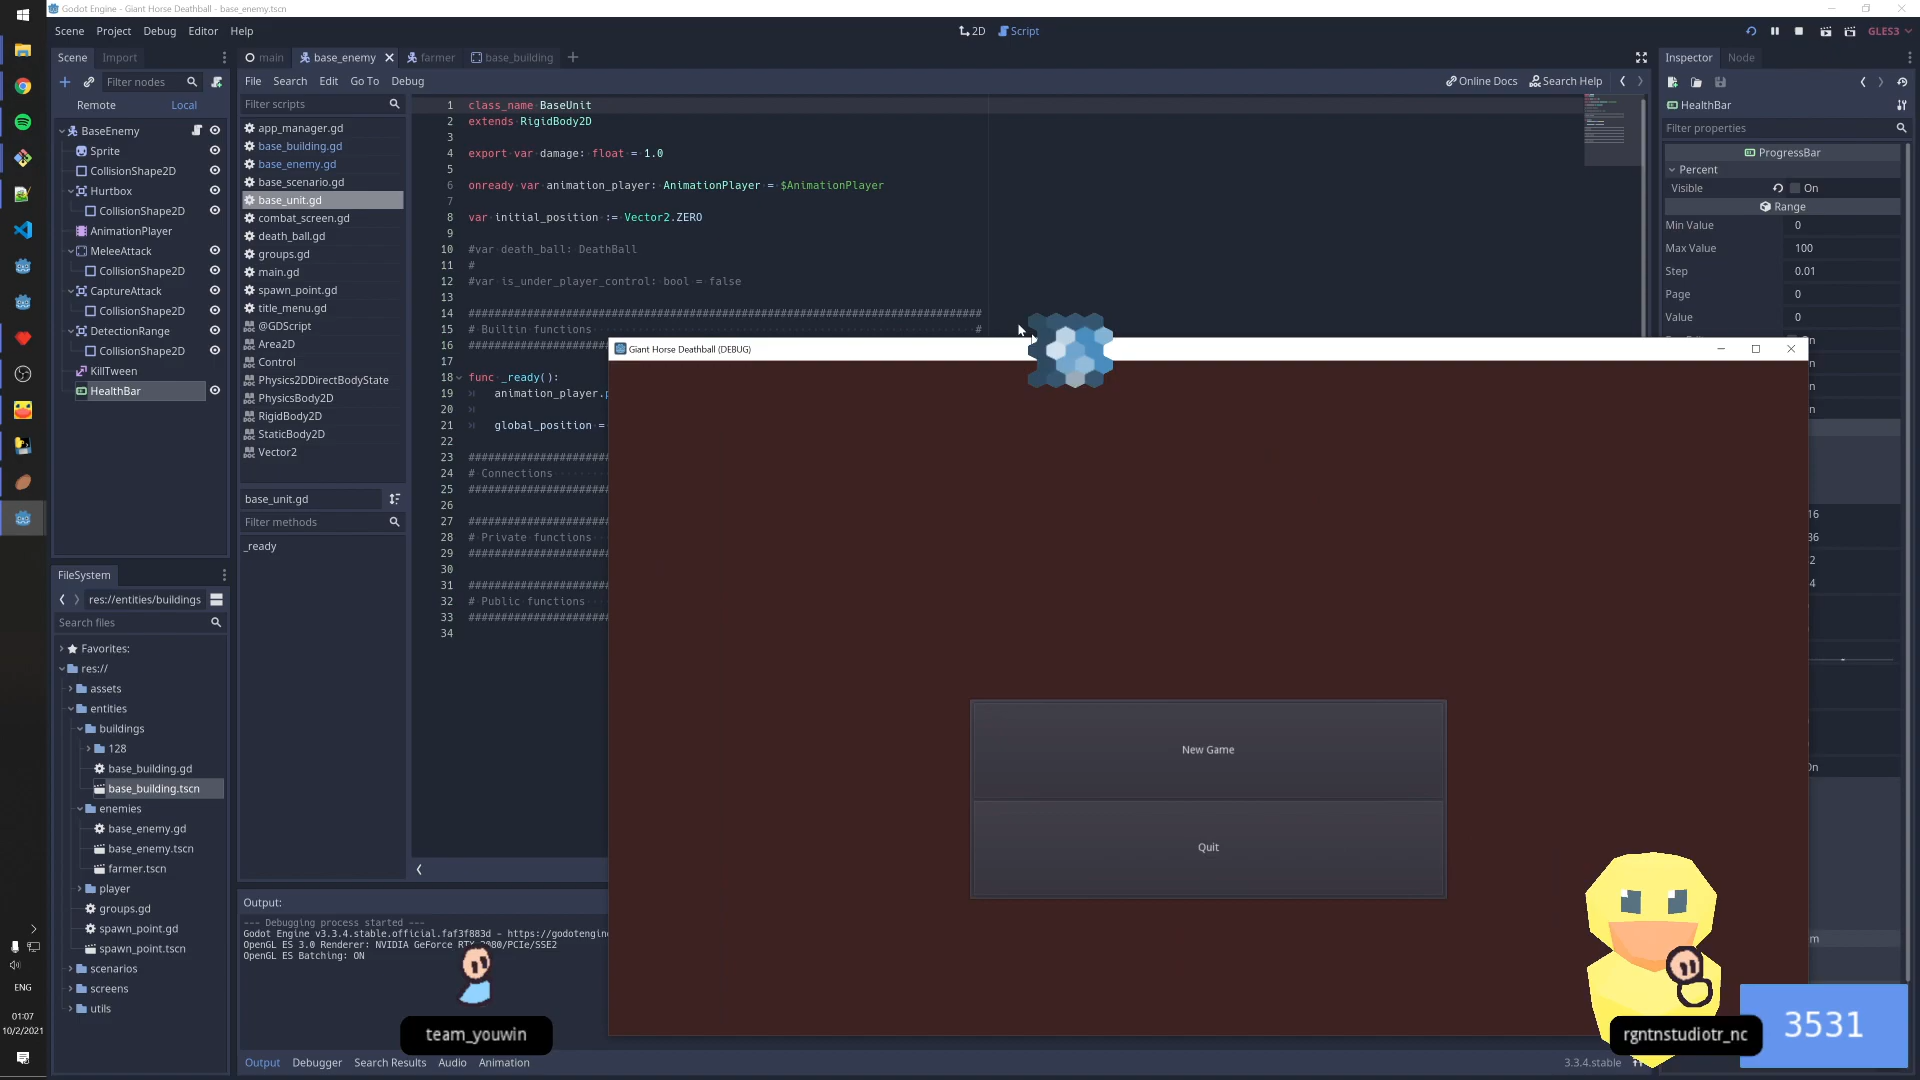 Godot Engine - Giant Horse Deathball - base_enemy.tscn
Scene Project Debug Editor Help
2D Script
GLES3
Scene Import
main base_enemy farmer base_building
Inspector Node
Filter nodes
File Search Edit Go To Debug
Online Docs Search Help
Remote Local
Filter scripts
HealthBar
Filter properties
BaseEnemy
Sprite
CollisionShape2D
Hurtbox
CollisionShape2D
AnimationPlayer
MeleeAttack
CollisionShape2D
CaptureAttack
CollisionShape2D
DetectionRange
CollisionShape2D
KillTween
HealthBar
app_manager.gd
base_building.gd
base_enemy.gd
base_scenario.gd
base_unit.gd
combat_screen.gd
death_ball.gd
groups.gd
main.gd
spawn_point.gd
title_menu.gd
@GDScript
Area2D
Control
Physics2DDirectBodyState
PhysicsBody2D
RigidBody2D
StaticBody2D
Vector2
base_unit.gd
Filter methods
_ready
1 class_name BaseUnit
2 extends RigidBody2D
3
4 export var damage: float = 1.0
5
6 onready var animation_player: AnimationPlayer = $AnimationPlayer
7
8 var initial_position := Vector2.ZERO
9
10 #var death_ball: DeathBall
11 #
12 #var is_under_player_control: bool = false
13
14 ###############################################################################
15 # Builtin functions #
16 ###############################################################################
17
18 func _ready():
19 animation_player.p
20
21 global_position =
22
23 #####################
24 # Connections
25 #####################
26
27 #####################
28 # Private functions
29 #####################
30
31 #####################
32 # Public functions
33 #####################
34
ProgressBar
Percent
Visible On
Range
Min Value 0
Max Value 100
Step 0.01
Page 0
Value 0
Giant Horse Deathball (DEBUG)
New Game
Quit
FileSystem
res://entities/buildings
Search files
Favorites:
res://
assets
entities
buildings
128
base_building.gd
base_building.tscn
enemies
base_enemy.gd
base_enemy.tscn
farmer.tscn
player
groups.gd
spawn_point.gd
spawn_point.tscn
scenarios
screens
utils
Output:
--- Debugging process started ---
Godot Engine v3.3.4.stable.official.faf3f883d - https://godotengine
OpenGL ES 3.0 Renderer: NVIDIA GeForce RTX 2080/PCIe/SSE2
OpenGL ES Batching: ON
Output Debugger Search Results Audio Animation
3.3.4.stable
team_youwin
rgntnstudiotr_nc
3531
ENG
01:07
10/2/2021